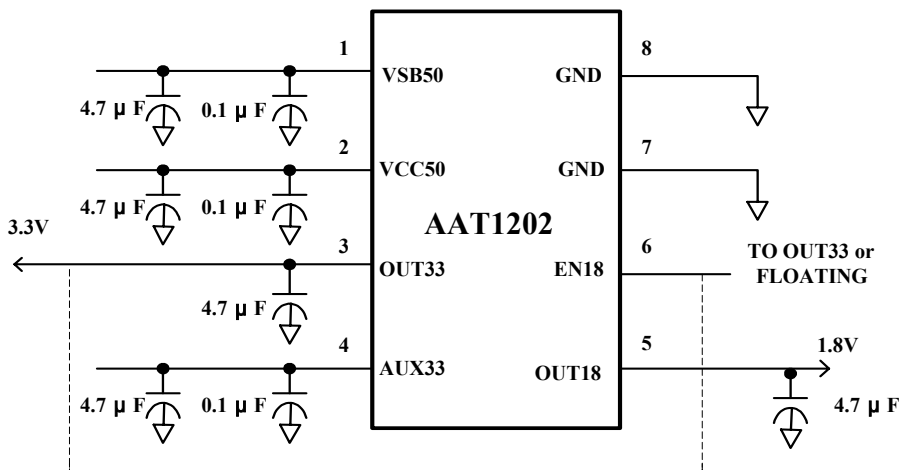 1
VSB50
GND
8
4.7 μ F
0.1 μ F
2
VCC50
GND
7
4.7 μ F
0.1 μ F
AAT1202
3.3V
3
OUT33
EN18
6
TO OUT33 or
FLOATING
4.7 μ F
4
AUX33
OUT18
5
1.8V
4.7 μ F
0.1 μ F
4.7 μ F